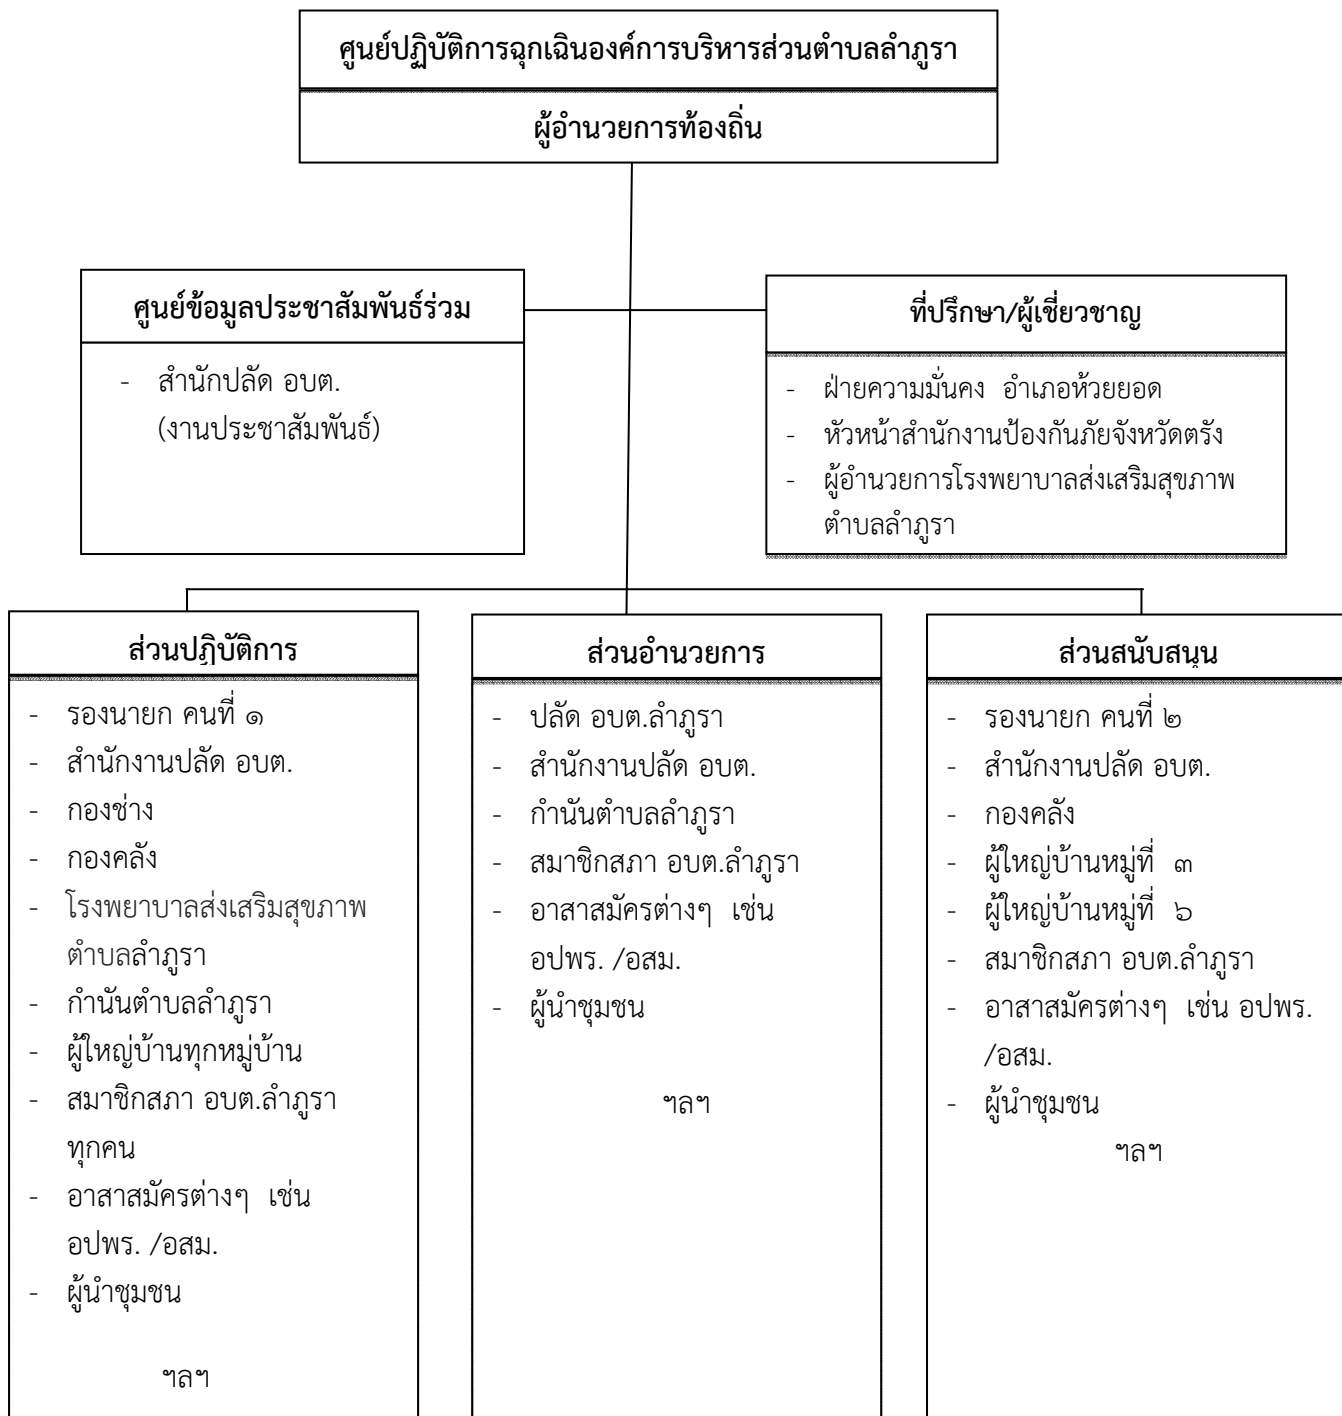 ศูนย์ปฏิบัติการฉุกเฉินองค์การบริหารส่วนตำบลลำภูรา
ผู้อำนวยการท้องถิ่น
ศูนย์ข้อมูลประชาสัมพันธ์ร่วม
- สำนักปลัด อบต.
(งานประชาสัมพันธ์)
ที่ปรึกษา/ผู้เชี่ยวชาญ
- ฝ่ายความมั่นคง อำเภอห้วยยอด
- หัวหน้าสำนักงานป้องกันภัยจังหวัดตรัง
- ผู้อำนวยการโรงพยาบาลส่งเสริมสุขภาพ
ตำบลลำภูรา
ส่วนปฏิบัติการ
- รองนายก คนที่ ๑
- สำนักงานปลัด อบต.
- กองช่าง
- กองคลัง
- โรงพยาบาลส่งเสริมสุขภาพ
ตำบลลำภูรา
- กำนันตำบลลำภูรา
- ผู้ใหญ่บ้านทุกหมู่บ้าน
- สมาชิกสภา อบต.ลำภูรา
ทุกคน
- อาสาสมัครต่างๆ เช่น
อปพร. /อสม.
- ผู้นำชุมชน
ฯลฯ
ส่วนอำนวยการ
- ปลัด อบต.ลำภูรา
- สำนักงานปลัด อบต.
- กำนันตำบลลำภูรา
- สมาชิกสภา อบต.ลำภูรา
- อาสาสมัครต่างๆ เช่น
อปพร. /อสม.
- ผู้นำชุมชน
ฯลฯ
ส่วนสนับสนุน
- รองนายก คนที่ ๒
- สำนักงานปลัด อบต.
- กองคลัง
- ผู้ใหญ่บ้านหมู่ที่ ๓
- ผู้ใหญ่บ้านหมู่ที่ ๖
- สมาชิกสภา อบต.ลำภูรา
- อาสาสมัครต่างๆ เช่น อปพร.
/อสม.
- ผู้นำชุมชน
ฯลฯ